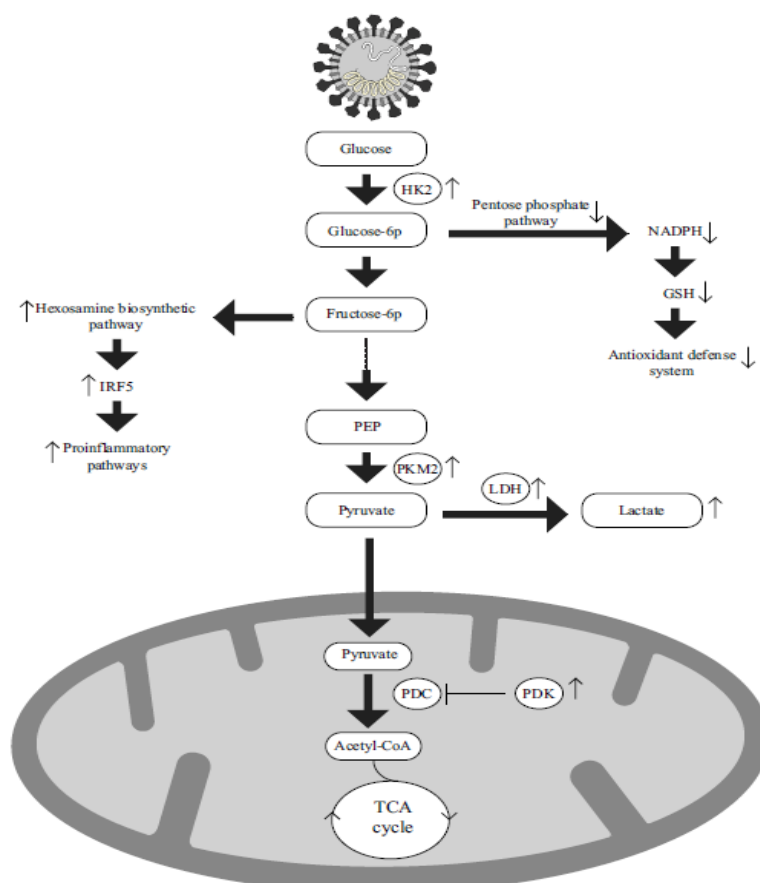 Glucose
HK2
Pentose phosphate
pathway
Glucose-6p
NADPH
GSH
Hexosamine biosynthetic
pathway
Fructose-6p
Antioxidant defense
system
IRF5
PEP
Proinflammatory
pathways
PKM2
LDH
Pyruvate
Lactate
Pyruvate
PDC
PDK
Acetyl-CoA
TCA
cycle